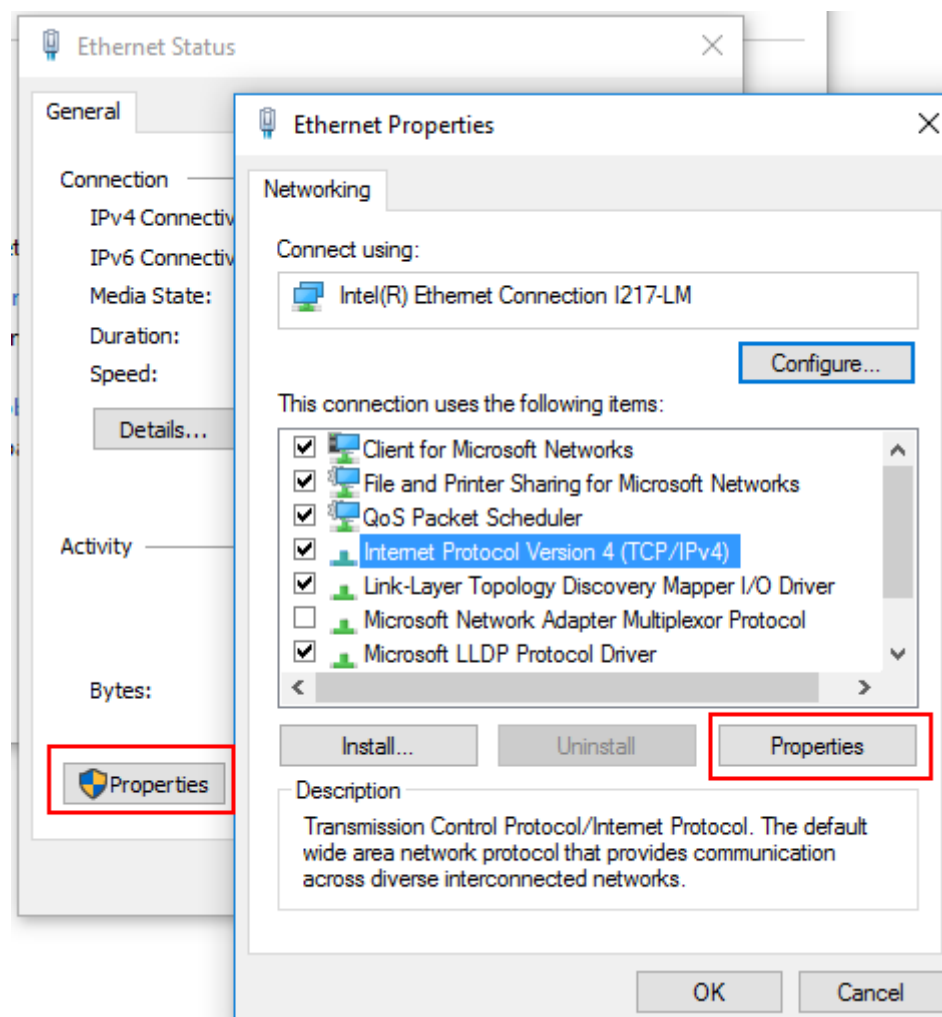 Ethernet Status
General
Connection
IPv4 Connectiv
IPv6 Connectiv
Media State:
Duration:
Speed:
Details...
Activity
Bytes:
Properties
Ethernet Properties
Networking
Connect using:
Intel(R) Ethernet Connection I217-LM
Configure...
This connection uses the following items:
Client for Microsoft Networks
File and Printer Sharing for Microsoft Networks
QoS Packet Scheduler
Internet Protocol Version 4 (TCP/IPv4)
Link-Layer Topology Discovery Mapper I/O Driver
Microsoft Network Adapter Multiplexor Protocol
Microsoft LLDP Protocol Driver
Install... Uninstall Properties
Description
Transmission Control Protocol/Internet Protocol. The default
wide area network protocol that provides communication
across diverse interconnected networks.
OK Cancel